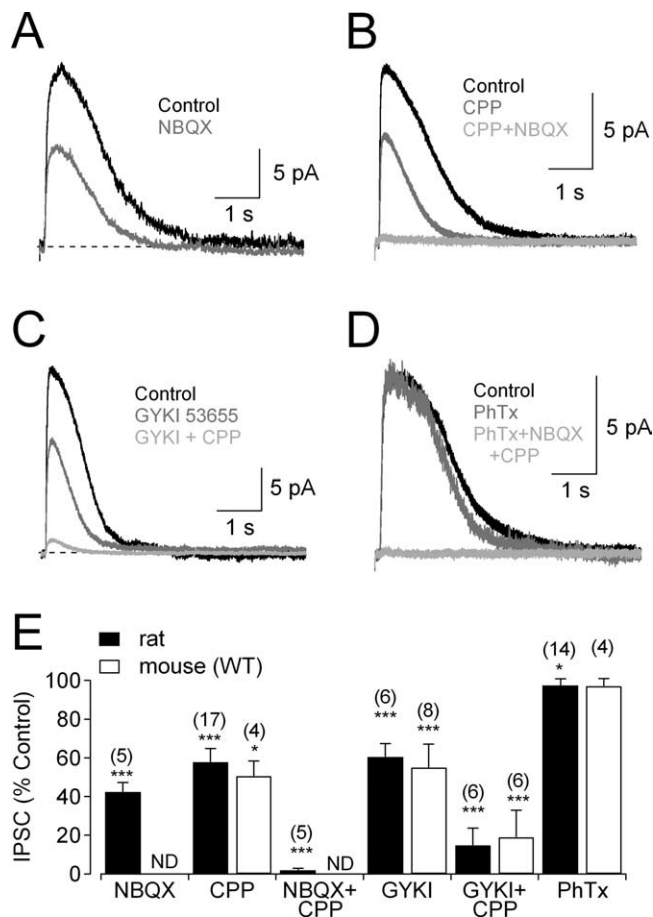 A
Control
NBQX
5 pA
1 s
B
Control
CPP
CPP+NBQX
5 pA
1 s
C
Control
GYKI 53655
GYKI + CPP
5 pA
1 s
D
Control
PhTx
PhTx+NBQX
+CPP
5 pA
1 s
E
rat
mouse (WT)
IPSC (% Control)
100
80
60
40
20
0
(5)
***
ND
(17)
***
(4)
*
(5)
***
ND
(6)
***
(8)
***
(6)
***
(6)
***
(14)
*
(4)
NBQX
CPP
NBQX+
CPP
GYKI
GYKI+
CPP
PhTx